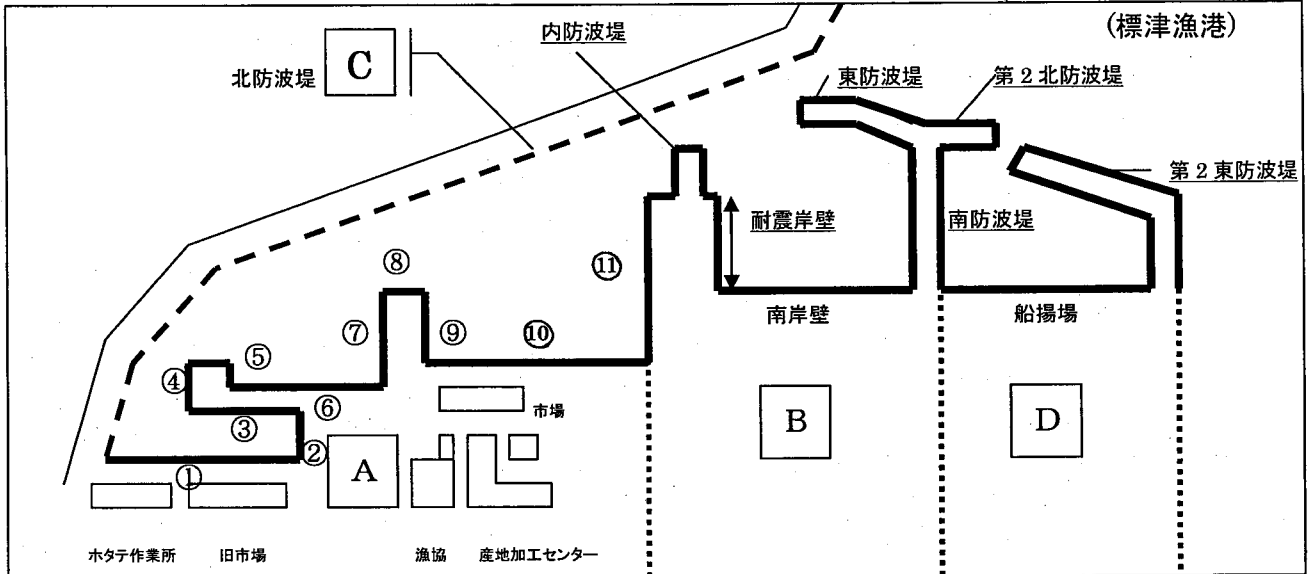 (標津漁港)
内防波堤
北防波堤
C
東防波堤
第2北防波堤
第2東防波堤
耐震岸壁
南防波堤
⑧
⑪
南岸壁
船揚場
⑦
⑨
⑩
⑤
④
⑥
市場
③
②
A
B
D
①
ホタテ作業所
旧市場
漁協
産地加工センター